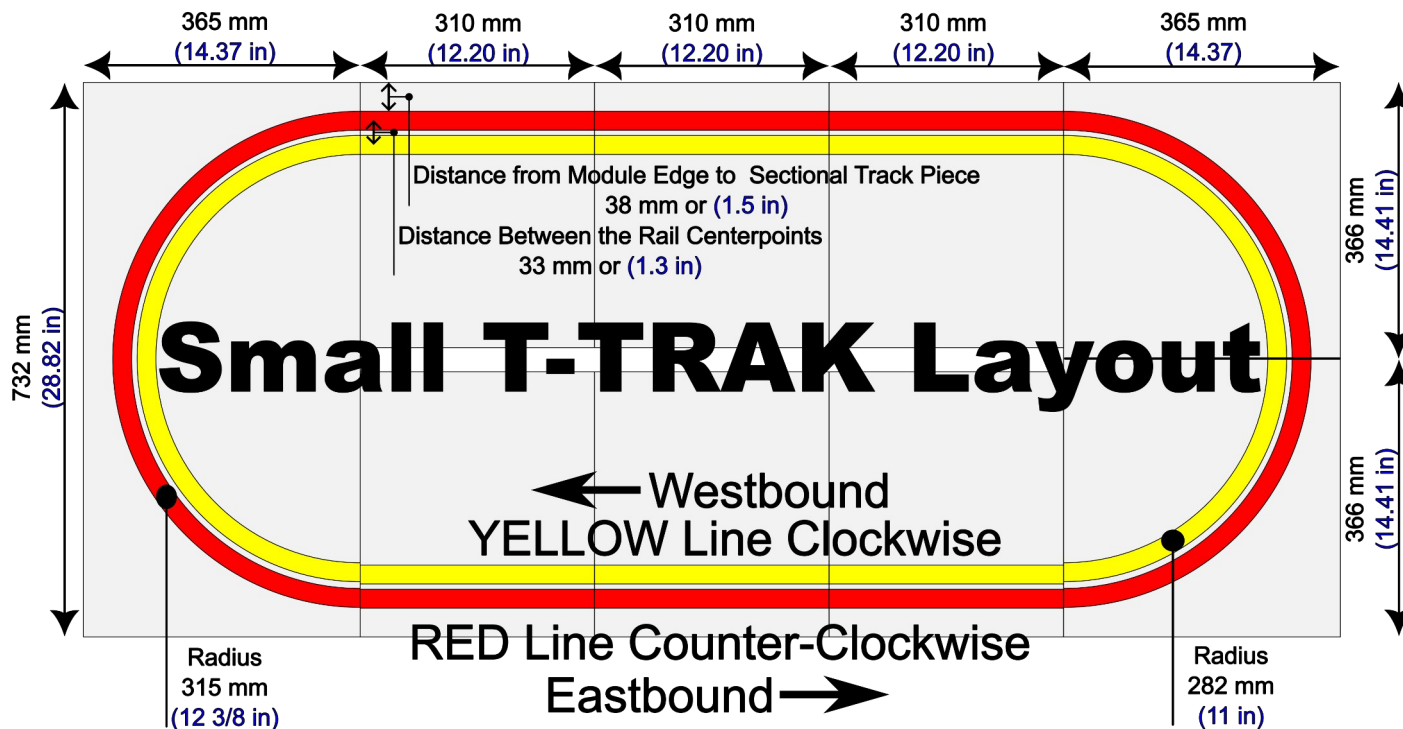 365 mm
(14.37 in)
310 mm
(12.20 in)
310 mm
(12.20 in)
310 mm
(12.20 in)
365 mm
(14.37)
Distance from Module Edge to Sectional Track Piece
38 mm or (1.5 in)
Distance Between the Rail Centerpoints
33 mm or (1.3 in)
366 mm
(14.41 in)
732 mm
(28.82 in)
Small T-TRAK Layout
366 mm
(14.41 in)
Westbound
YELLOW Line Clockwise
RED Line Counter-Clockwise
Eastbound
Radius
315 mm
(12 3/8 in)
Radius
282 mm
(11 in)